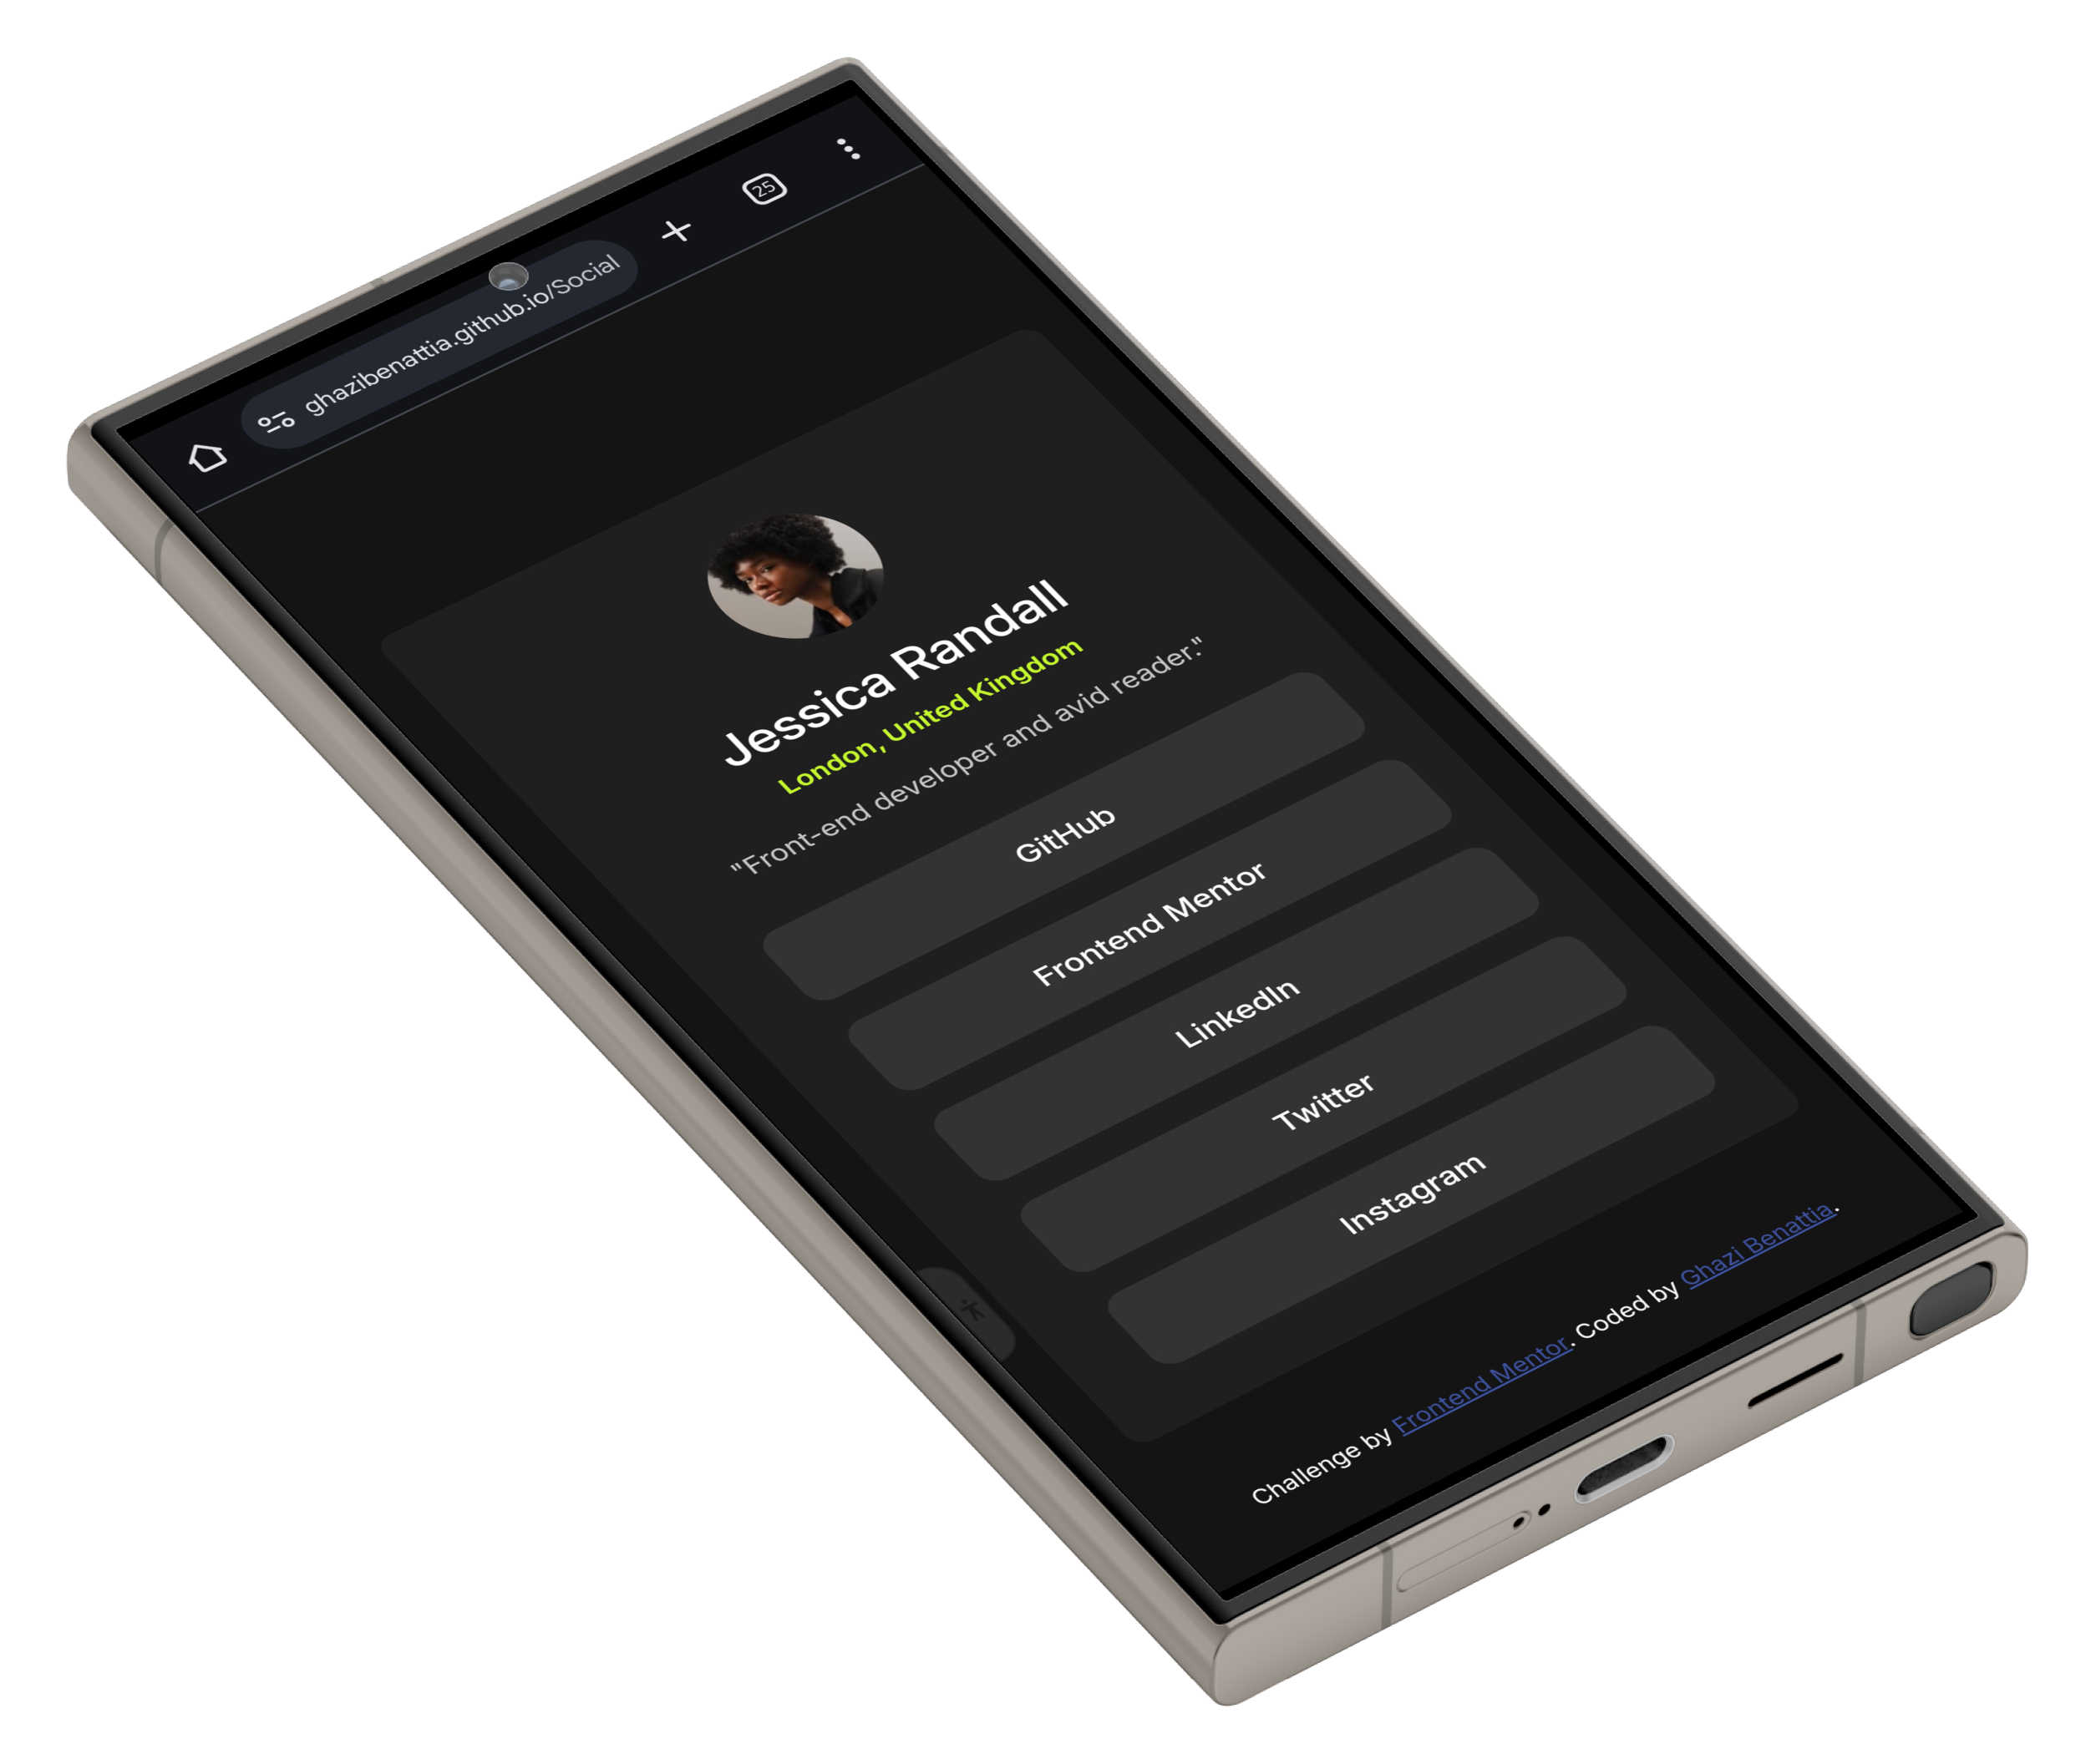 ghazibenattia.github.io/Social
25
Jessica Randall
London, United Kingdom
"Front-end developer and avid reader."
GitHub
Frontend Mentor
LinkedIn
Twitter
Instagram
Challenge by Frontend Mentor. Coded by Ghazi Benattia.